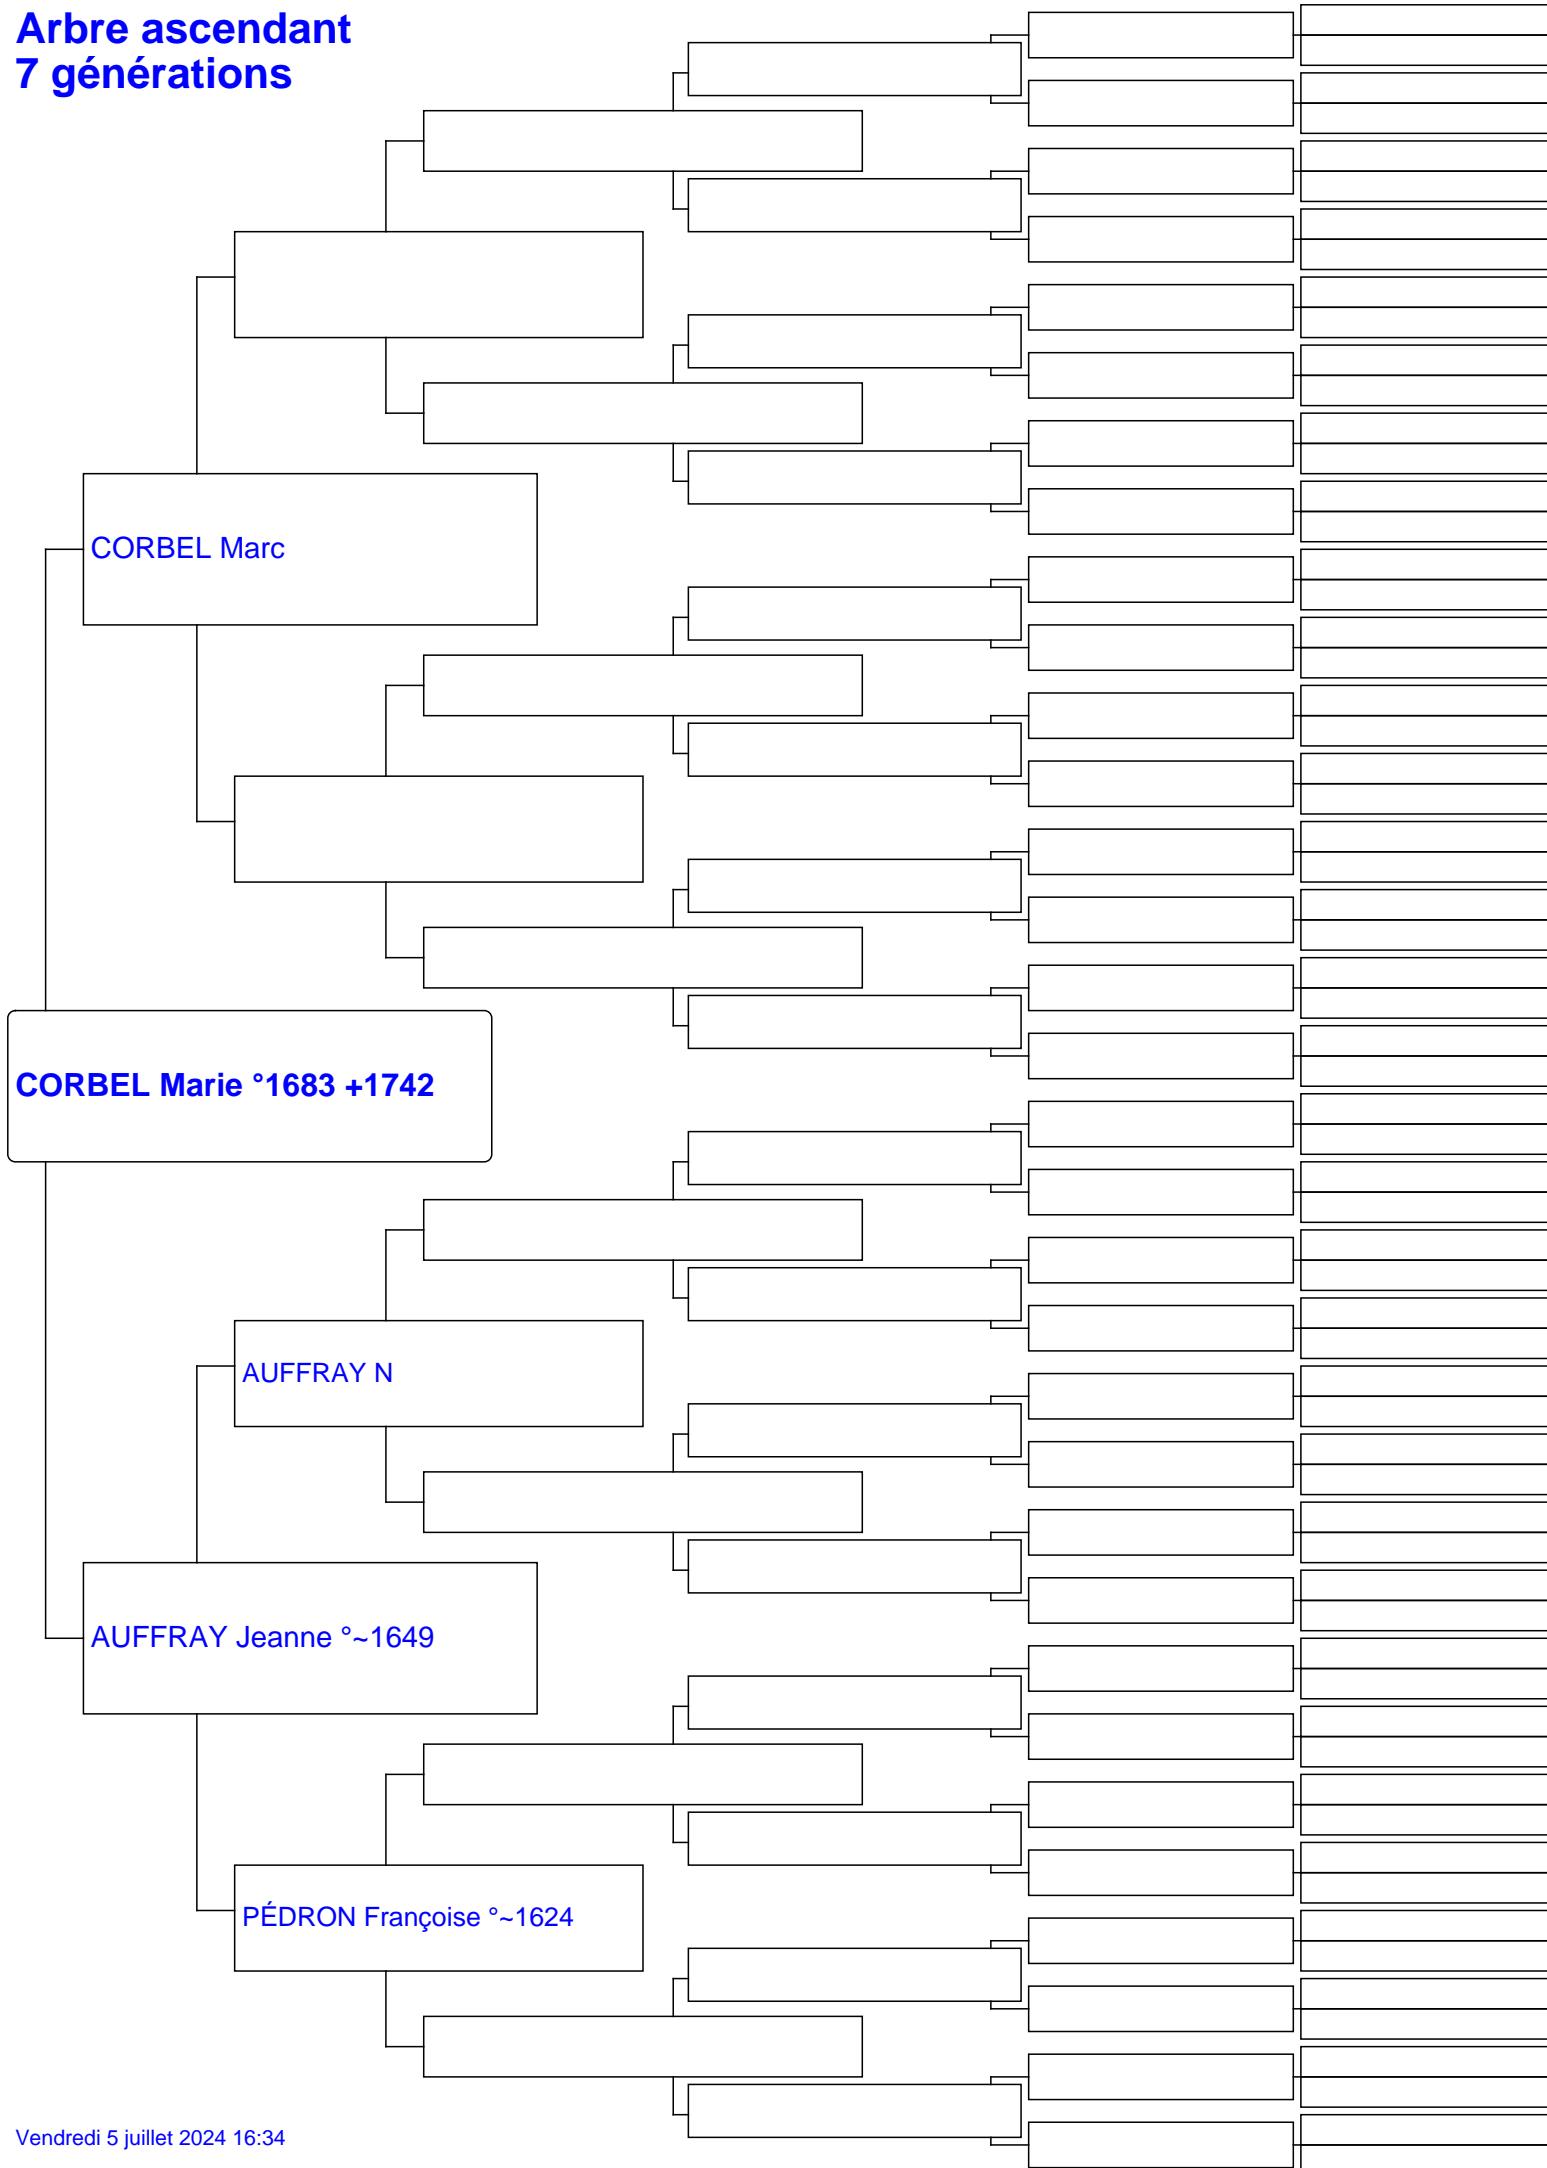 Arbre ascendant
7 générations
CORBEL Marc
CORBEL Marie °1683 +1742
AUFFRAY N
AUFFRAY Jeanne °~1649
PÉDRON Françoise °~1624
Vendredi 5 juillet 2024 16:34